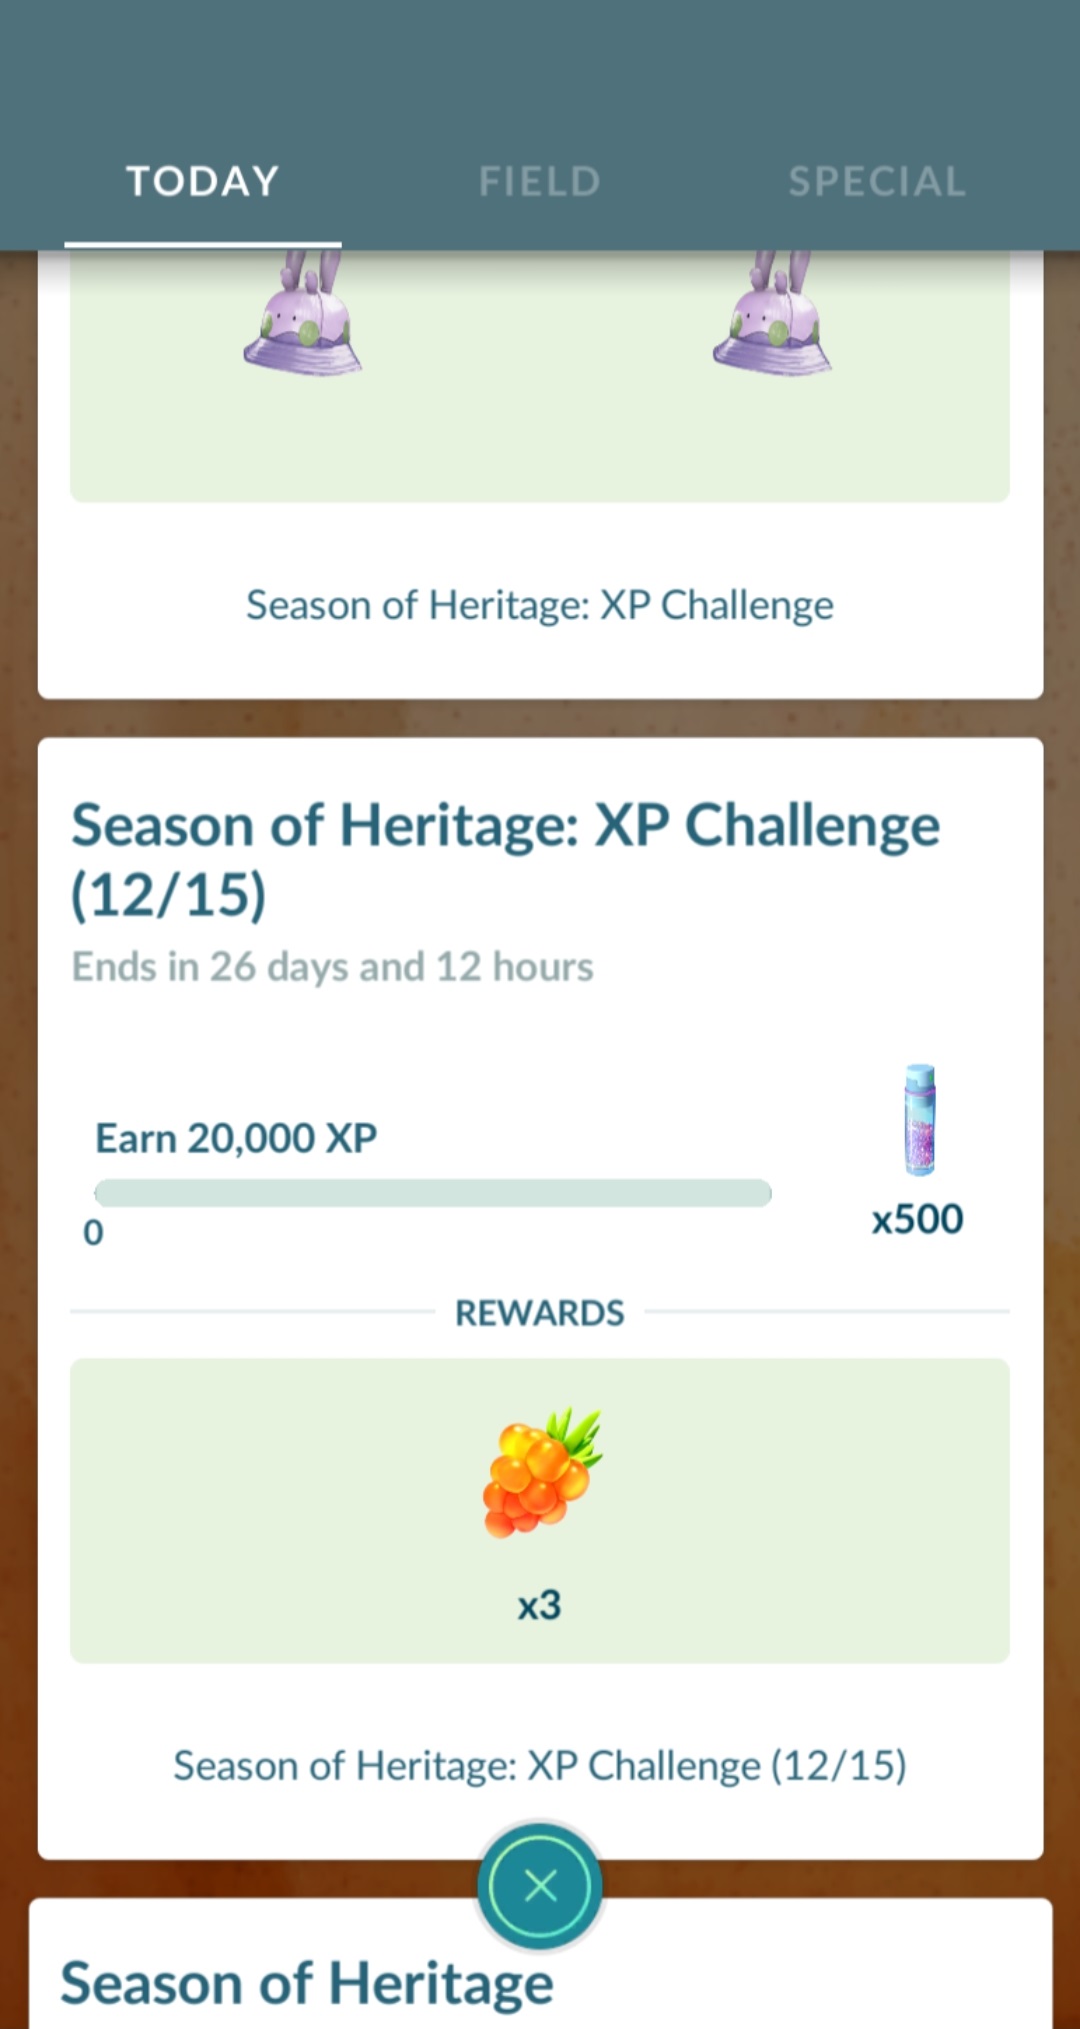 TODAY FIELD SPECIAL
Season of Heritage: XP Challenge
Season of Heritage: XP Challenge
(12/15)
Ends in 26 days and 12 hours
Earn 20,000 XP
0
x500
REWARDS
x3
Season of Heritage: XP Challenge (12/15)
Season of Heritage